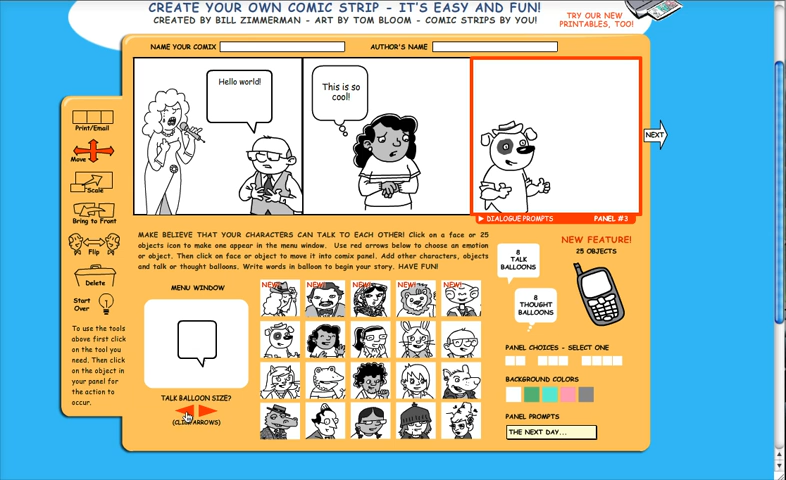 CREATE YOUR OWN COMIC STRIP - IT'S EASY AND FUN!
CREATED BY BILL ZIMMERMAN - ART BY TOM BLOOM - COMIC STRIPS BY YOU!
TRY OUR NEW
PRINTABLES, TOO!
NAME YOUR COMIX
AUTHOR'S NAME
Hello world!
This is so
cool!
NEXT
Print/Email
Move
Scale
Bring to Front
Flip
Delete
Start
Over
To use the tools
above first click
on the tool you
need. Then click
on the object in
your panel for
the action to
occur.
DIALOGUE PROMPTS
PANEL #3
MAKE BELIEVE THAT YOUR CHARACTERS CAN TALK TO EACH OTHER! Click on a face or 25
objects icon to make one appear in the menu window. Use red arrows below to choose an emotion
or object. Then click on face or object to move it into comix panel. Add other characters, objects
and talk or thought balloons. Write words in balloon to begin your story. HAVE FUN!
MENU WINDOW
TALK BALLOON SIZE?
(CLICK ARROWS)
NEW! NEW! NEW! NEW! NEW!
8
TALK
BALLOONS
8
THOUGHT
BALLOONS
NEW FEATURE!
25 OBJECTS
PANEL CHOICES - SELECT ONE
BACKGROUND COLORS
PANEL PROMPTS
THE NEXT DAY...